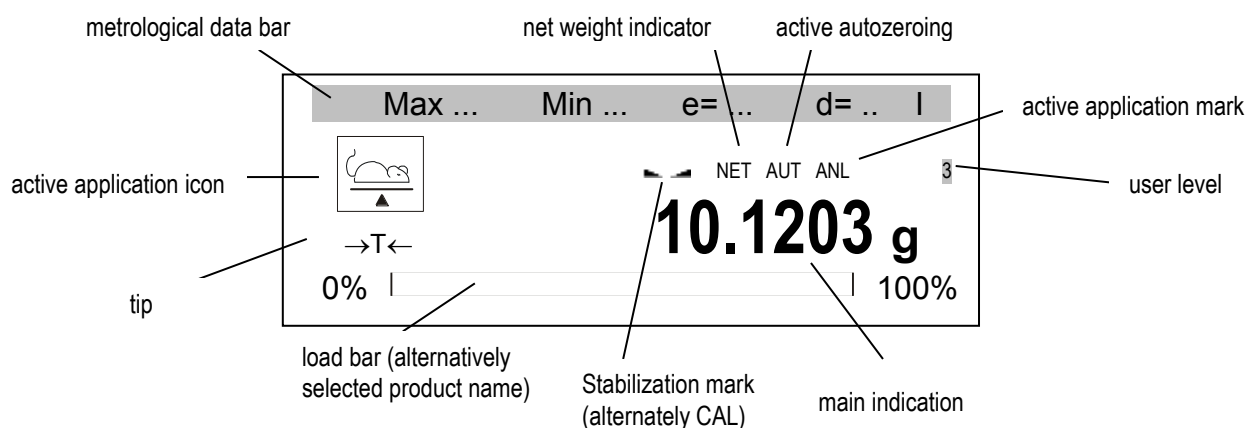 metrological data bar
net weight indicator
active autozeroing
Max ... Min ... e= ... d= .. I
active application mark
NET AUT ANL
3
active application icon
user level
10.1203 g
→T←
0%
100%
tip
load bar (alternatively
selected product name)
Stabilization mark
(alternately CAL)
main indication